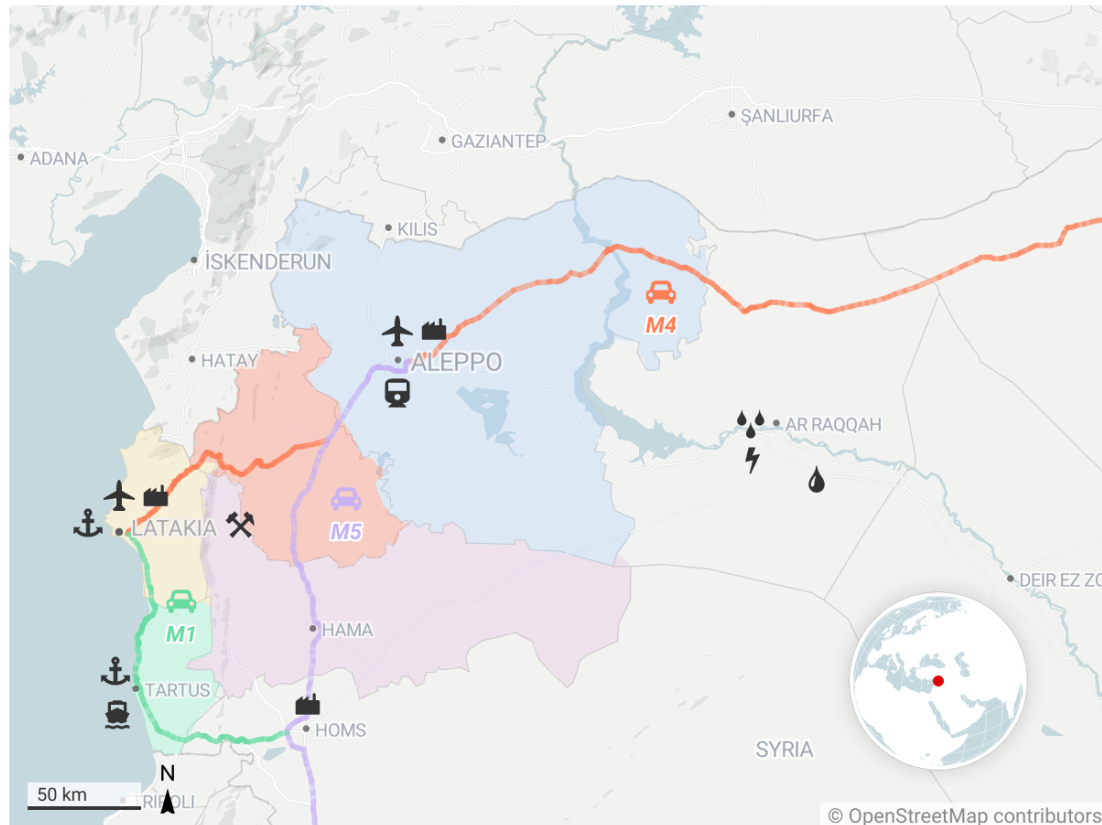 ŞANLIURFA
GAZIANTEP
ADANA
KILIS
İSKENDERUN
M4
HATAY
ALEPPO
AR RAQQAH
LATAKIA
M5
DEIR EZ ZO
M1
HAMA
TARTUS
HOMS
SYRIA
N
50 km
TRIPOLI
© OpenStreetMap contributors